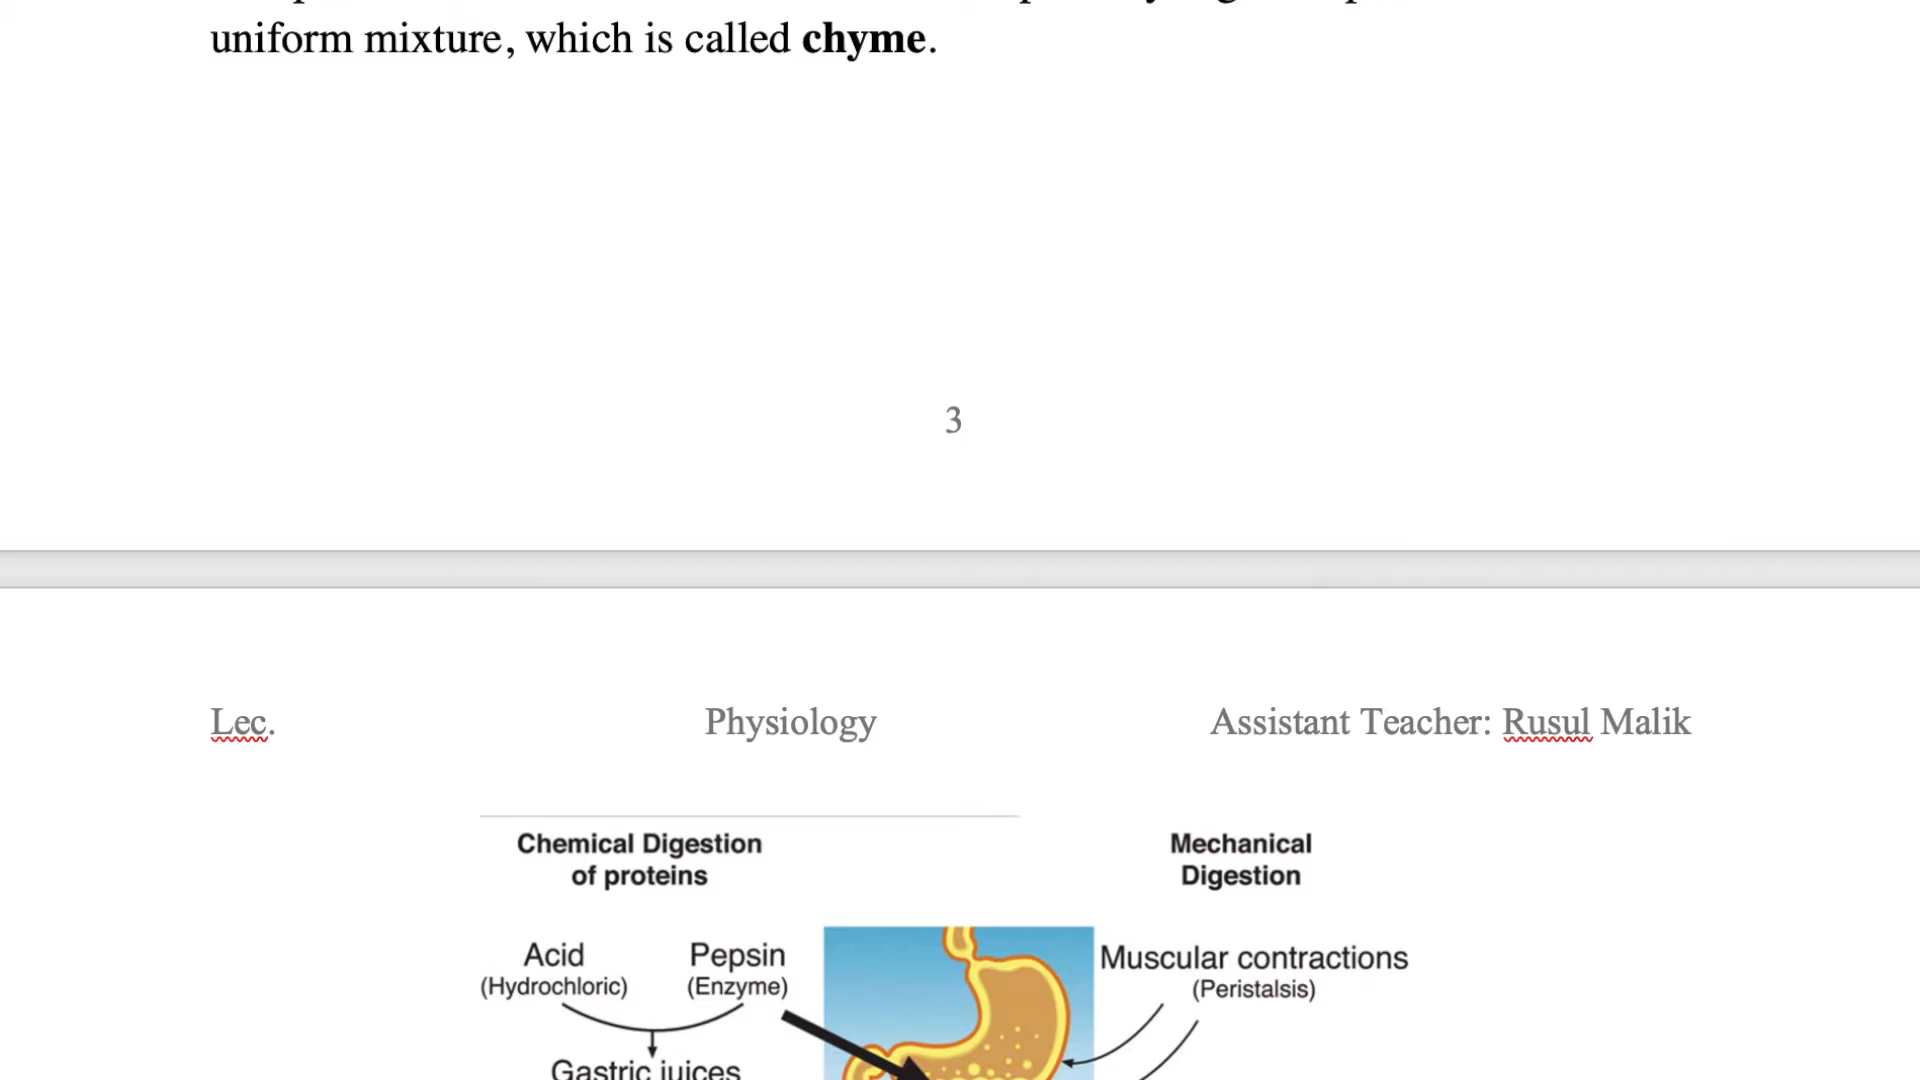 uniform mixture, which is called chyme.
3
Lec. Physiology Assistant Teacher: Rusul Malik
Chemical Digestion
of proteins
Mechanical
Digestion
Acid
(Hydrochloric)
Pepsin
(Enzyme)
Muscular contractions
(Peristalsis)
Gastric juices